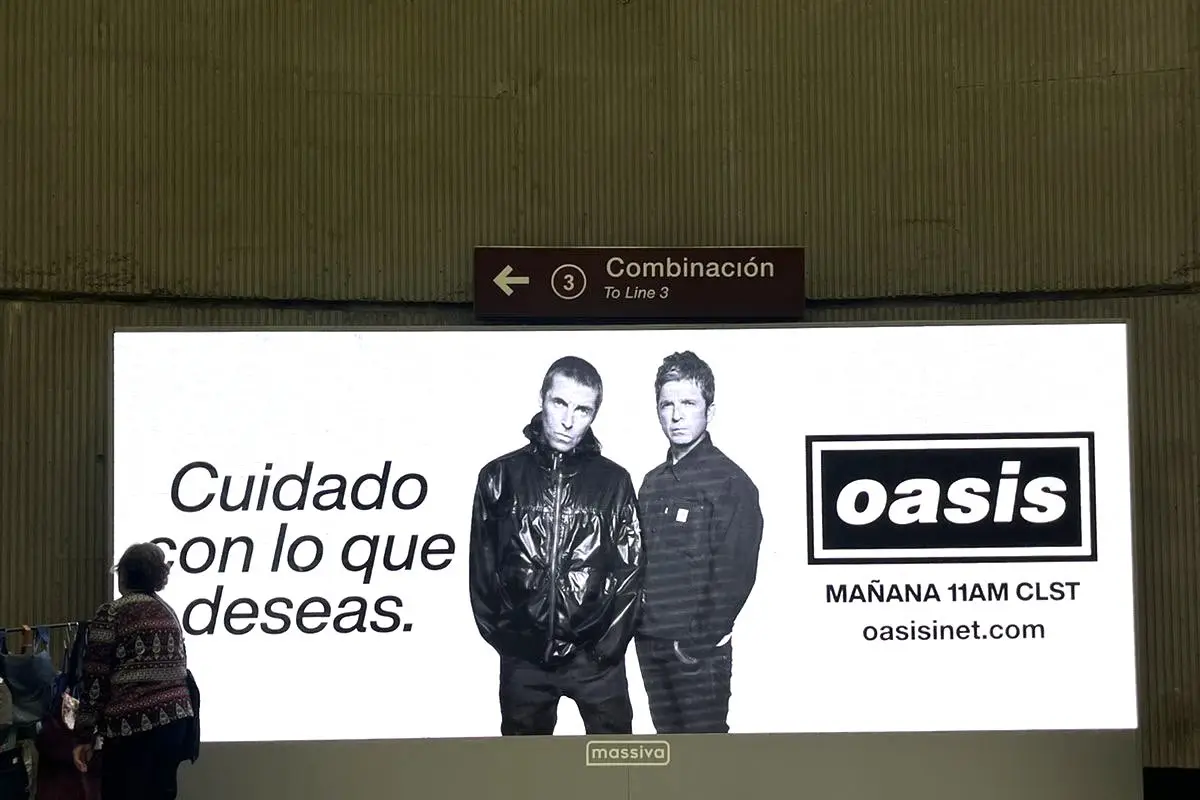 3 Combinación
To Line 3
Cuidado
con lo que
deseas.
oasis
MAÑANA 11AM CLST
oasisinet.com
massiva